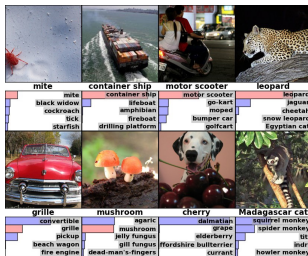 mite container ship motor scooter leopard
mite container ship motor scooter leopard
black widow lifeboat go-kart jaguar
cockroach amphibian moped cheetah
tick fireboat bumper car snow leopard
starfish drilling platform golfcart Egyptian cat
grille mushroom cherry Madagascar cat
convertible agaric dalmatian squirrel monkey
grille mushroom grape spider monkey
pickup jelly fungus elderberry titi
beach wagon gill fungus ffordshire bullterrier indri
fire engine dead-man's-fingers currant howler monkey